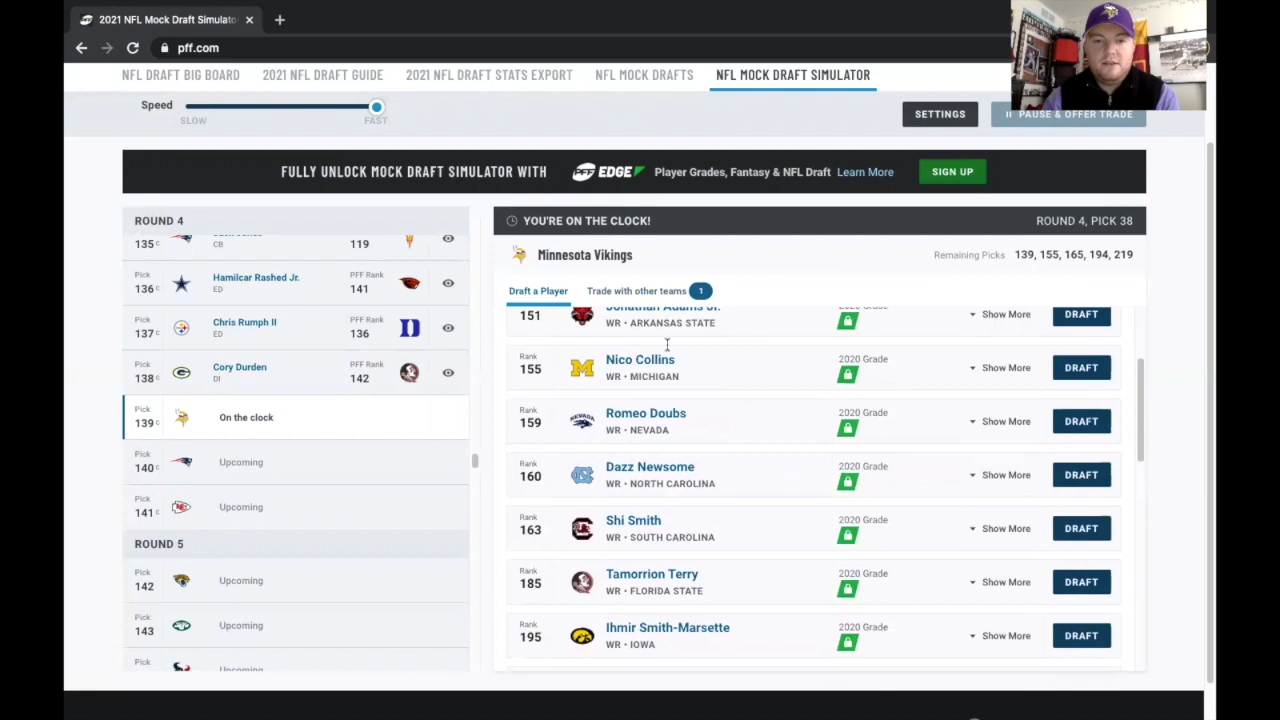 2021 NFL Mock Draft Simulato
pff.com
NFL DRAFT BIG BOARD
2021 NFL DRAFT GUIDE
2021 NFL DRAFT STATS EXPORT
NFL MOCK DRAFTS
NFL MOCK DRAFT SIMULATOR
Speed
SLOW
FAST
SETTINGS
PAUSE & OFFER TRADE
FULLY UNLOCK MOCK DRAFT SIMULATOR WITH
PFF EDGE
Player Grades, Fantasy & NFL Draft Learn More
SIGN UP
ROUND 4
135 c
CB
119
Pick
136 c
Hamilcar Rashed Jr.
ED
PFF Rank
141
Pick
137 c
Chris Rumph II
ED
PFF Rank
136
Pick
138 c
Cory Durden
DI
PFF Rank
142
Pick
139 c
On the clock
Pick
140 c
Upcoming
Pick
141 c
Upcoming
ROUND 5
Pick
142
Upcoming
Pick
143
Upcoming
Pick
Upcoming
YOU'RE ON THE CLOCK!
ROUND 4, PICK 38
Minnesota Vikings
Remaining Picks 139, 155, 165, 194, 219
Draft a Player
Trade with other teams 1
151
Jonathan Adams Jr.
WR • ARKANSAS STATE
2020 Grade
Show More
DRAFT
Rank
155
Nico Collins
WR • MICHIGAN
2020 Grade
Show More
DRAFT
Rank
159
Romeo Doubs
WR • NEVADA
2020 Grade
Show More
DRAFT
Rank
160
Dazz Newsome
WR • NORTH CAROLINA
2020 Grade
Show More
DRAFT
Rank
163
Shi Smith
WR • SOUTH CAROLINA
2020 Grade
Show More
DRAFT
Rank
185
Tamorrion Terry
WR • FLORIDA STATE
2020 Grade
Show More
DRAFT
Rank
195
Ihmir Smith-Marsette
WR • IOWA
2020 Grade
Show More
DRAFT